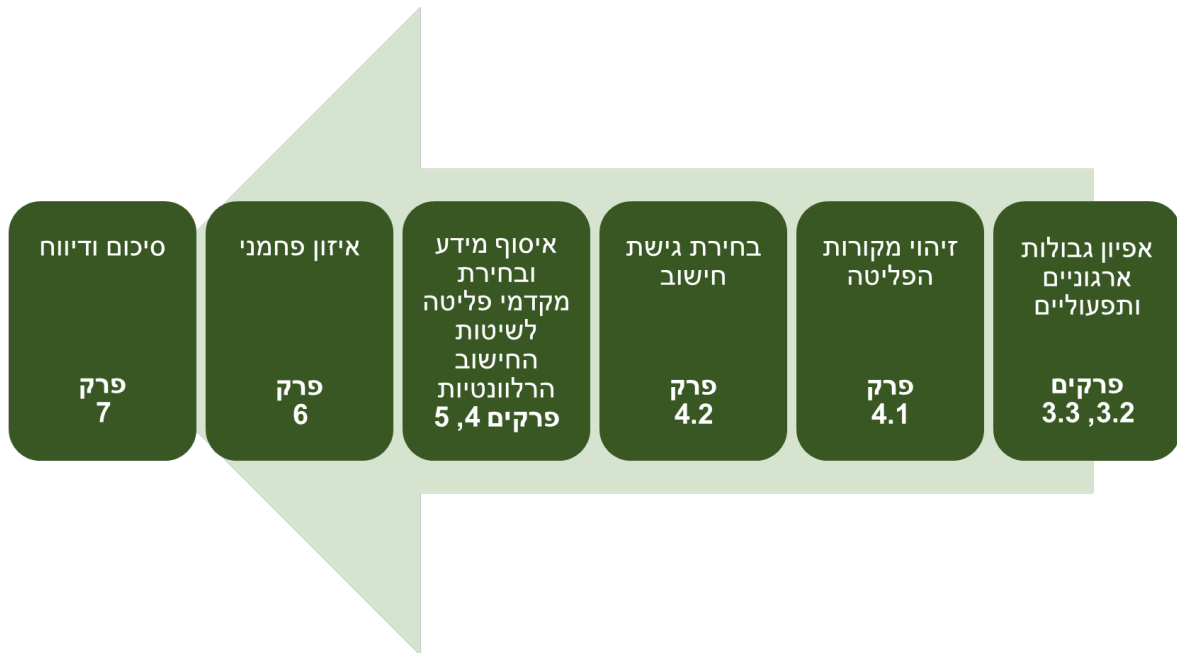 אפיון גבולות
ארגוניים
ותפעוליים
פרקים
3.2, 3.3
זיהוי מקורות
הפליטה
פרק
4.1
בחירת גישת
חישוב
פרק
4.2
איסוף מידע
ובחירת
מקדמי פליטה
לשיטות
החישוב
הרלוונטיות
פרקים 4, 5
איזון פחמני
פרק
6
סיכום ודיווח
פרק
7